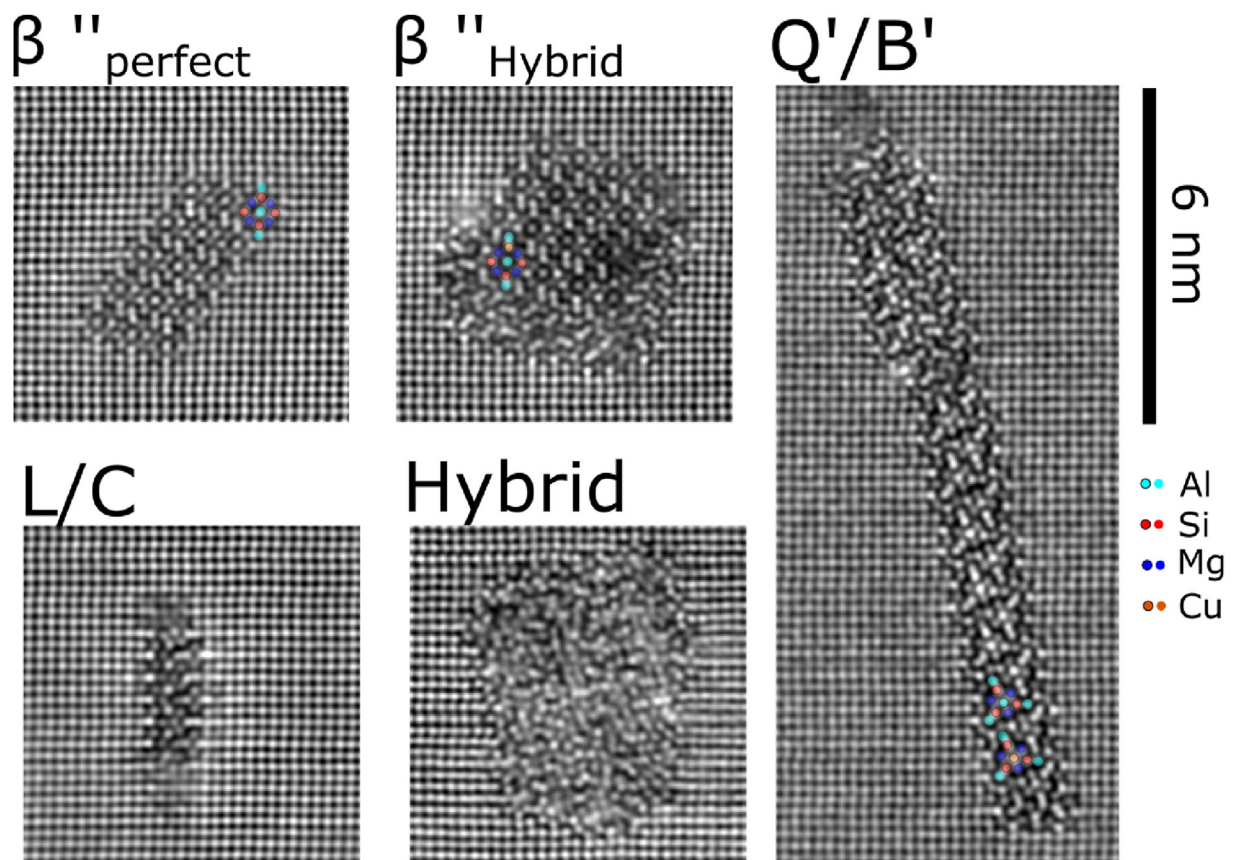 β ''perfect
β ''Hybrid
Q'/B'
6 nm
L/C
Hybrid
Al
Si
Mg
Cu